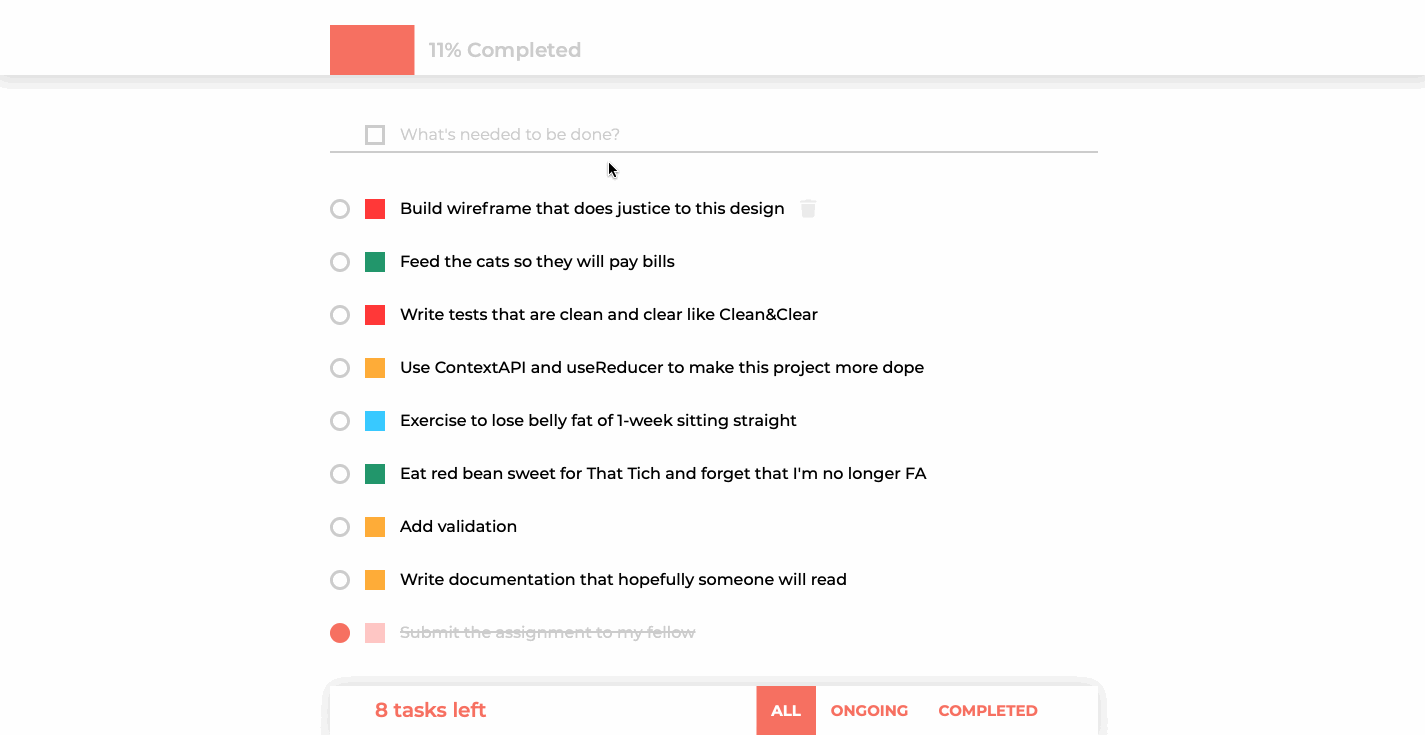 11% Completed
What's needed to be done?
Build wireframe that does justice to this design
Feed the cats so they will pay bills
Write tests that are clean and clear like Clean&Clear
Use ContextAPI and useReducer to make this project more dope
Exercise to lose belly fat of 1-week sitting straight
Eat red bean sweet for That Tich and forget that I'm no longer FA
Add validation
Write documentation that hopefully someone will read
Submit the assignment to my fellow
8 tasks left ALL ONGOING COMPLETED